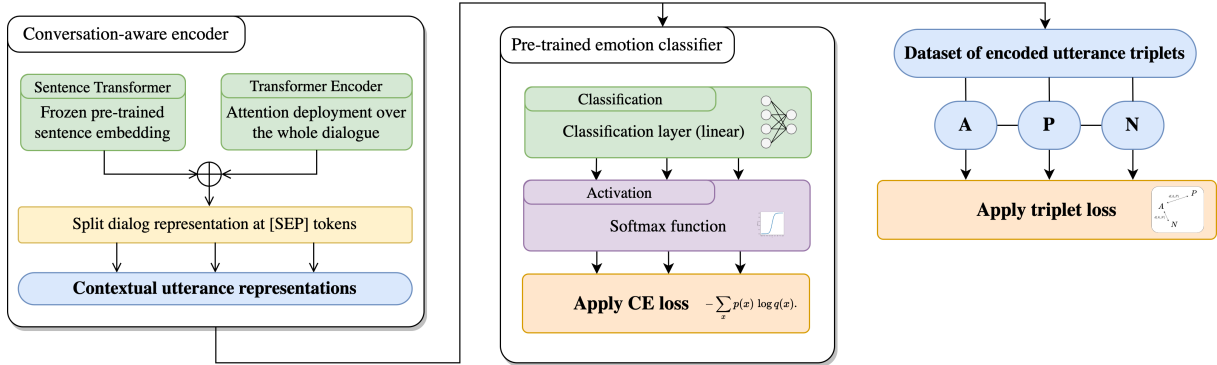 Conversation-aware encoder
Sentence Transformer
Frozen pre-trained
sentence embedding
Transformer Encoder
Attention deployment over
the whole dialogue
Split dialog representation at [SEP] tokens
Contextual utterance representations
Pre-trained emotion classifier
Classification
Classification layer (linear)
Activation
Softmax function
Apply CE loss
− ∑ₓ p(x) log q(x).
Dataset of encoded utterance triplets
A
P
N
Apply triplet loss
P
A
N